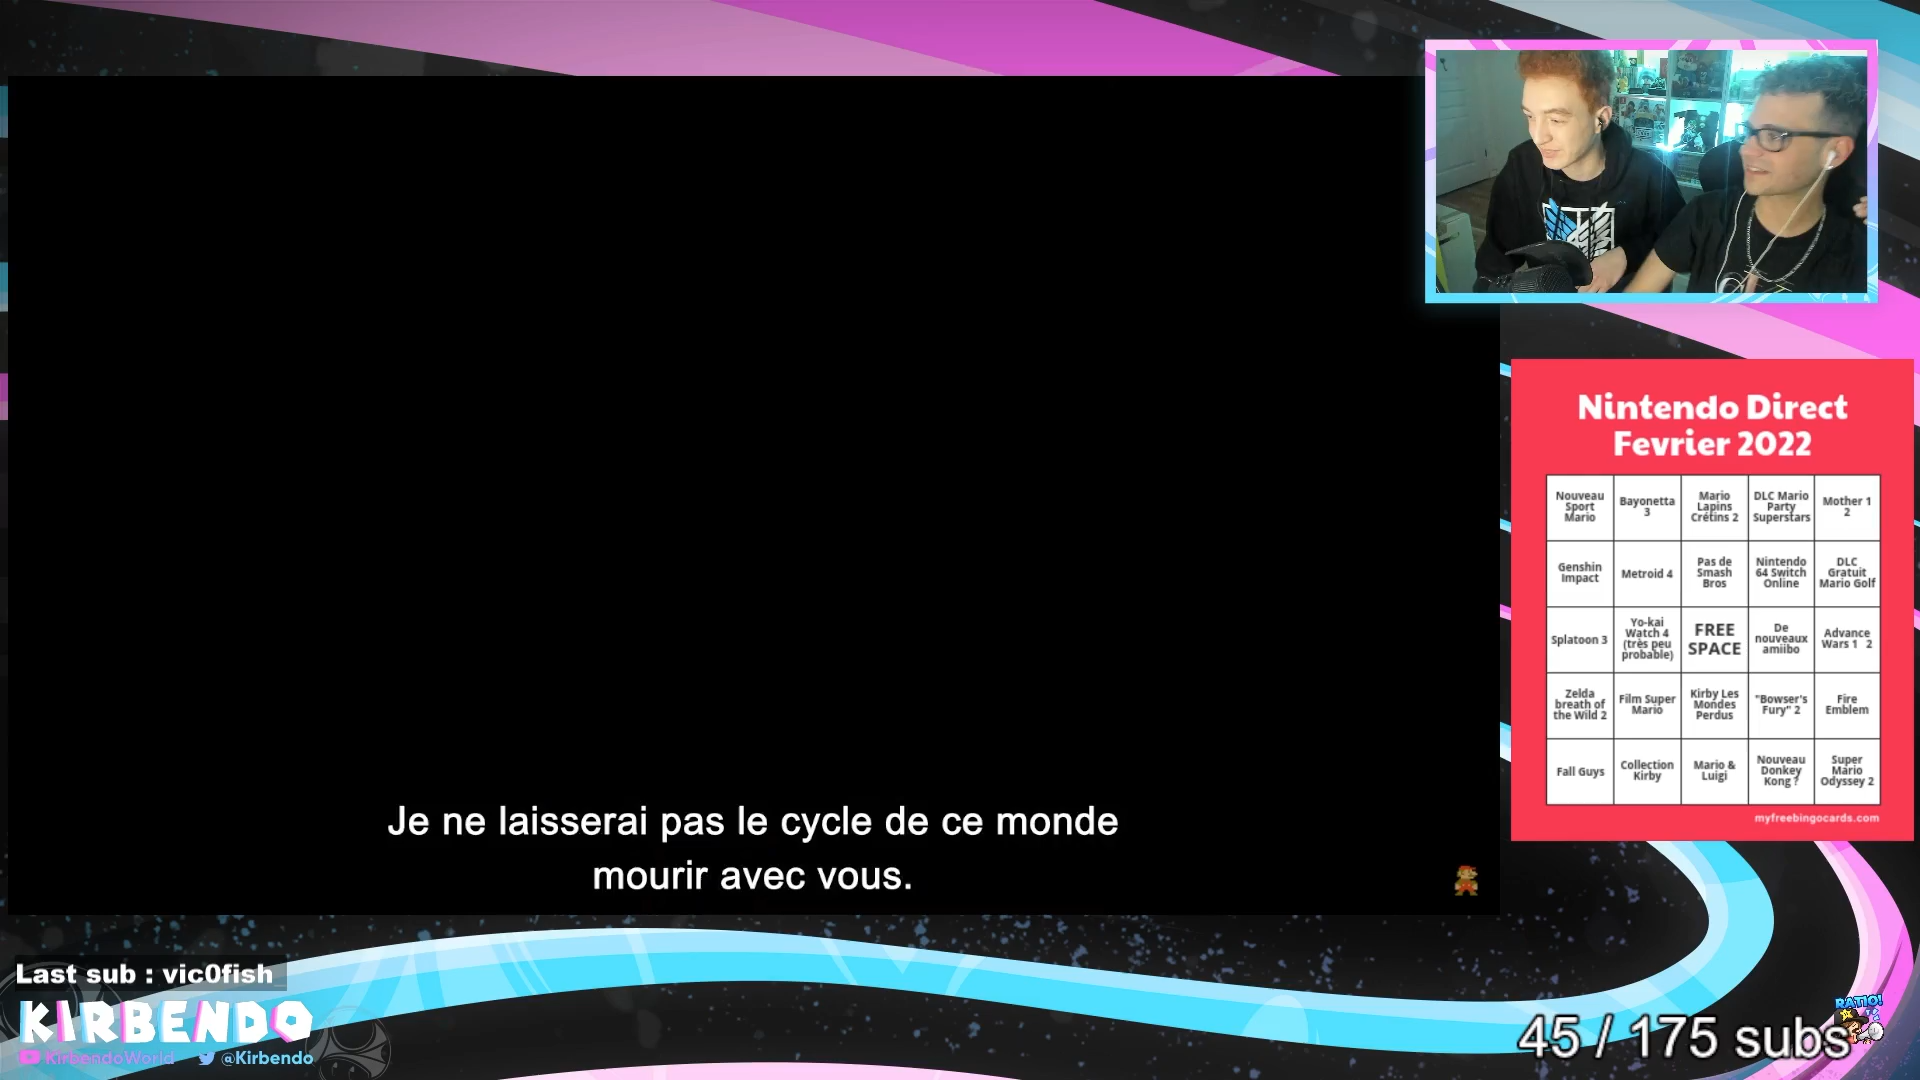 Je ne laisserai pas le cycle de ce monde
mourir avec vous.
Nintendo Direct
Fevrier 2022
Nouveau
Sport
Mario
Bayonetta
3
Mario
Lapins
Crétins 2
DLC Mario
Party
Superstars
Mother 1
2
Genshin
Impact
Metroid 4
Pas de
Smash
Bros
Nintendo
64 Switch
Online
DLC
Gratuit
Mario Golf
Splatoon 3
Yo-kai
Watch 4
(très peu
probable)
FREE
SPACE
De
nouveaux
amiibo
Advance
Wars 1 2
Zelda
breath of
the Wild 2
Film Super
Mario
Kirby Les
Mondes
Perdus
"Bowser's
Fury" 2
Fire
Emblem
Fall Guys
Collection
Kirby
Mario &
Luigi
Nouveau
Donkey
Kong ?
Super
Mario
Odyssey 2
myfreebingocards.com
Last sub : vic0fish
KIRBENDO
KirbendoWorld @Kirbendo
RATIO!
45 / 175 subs